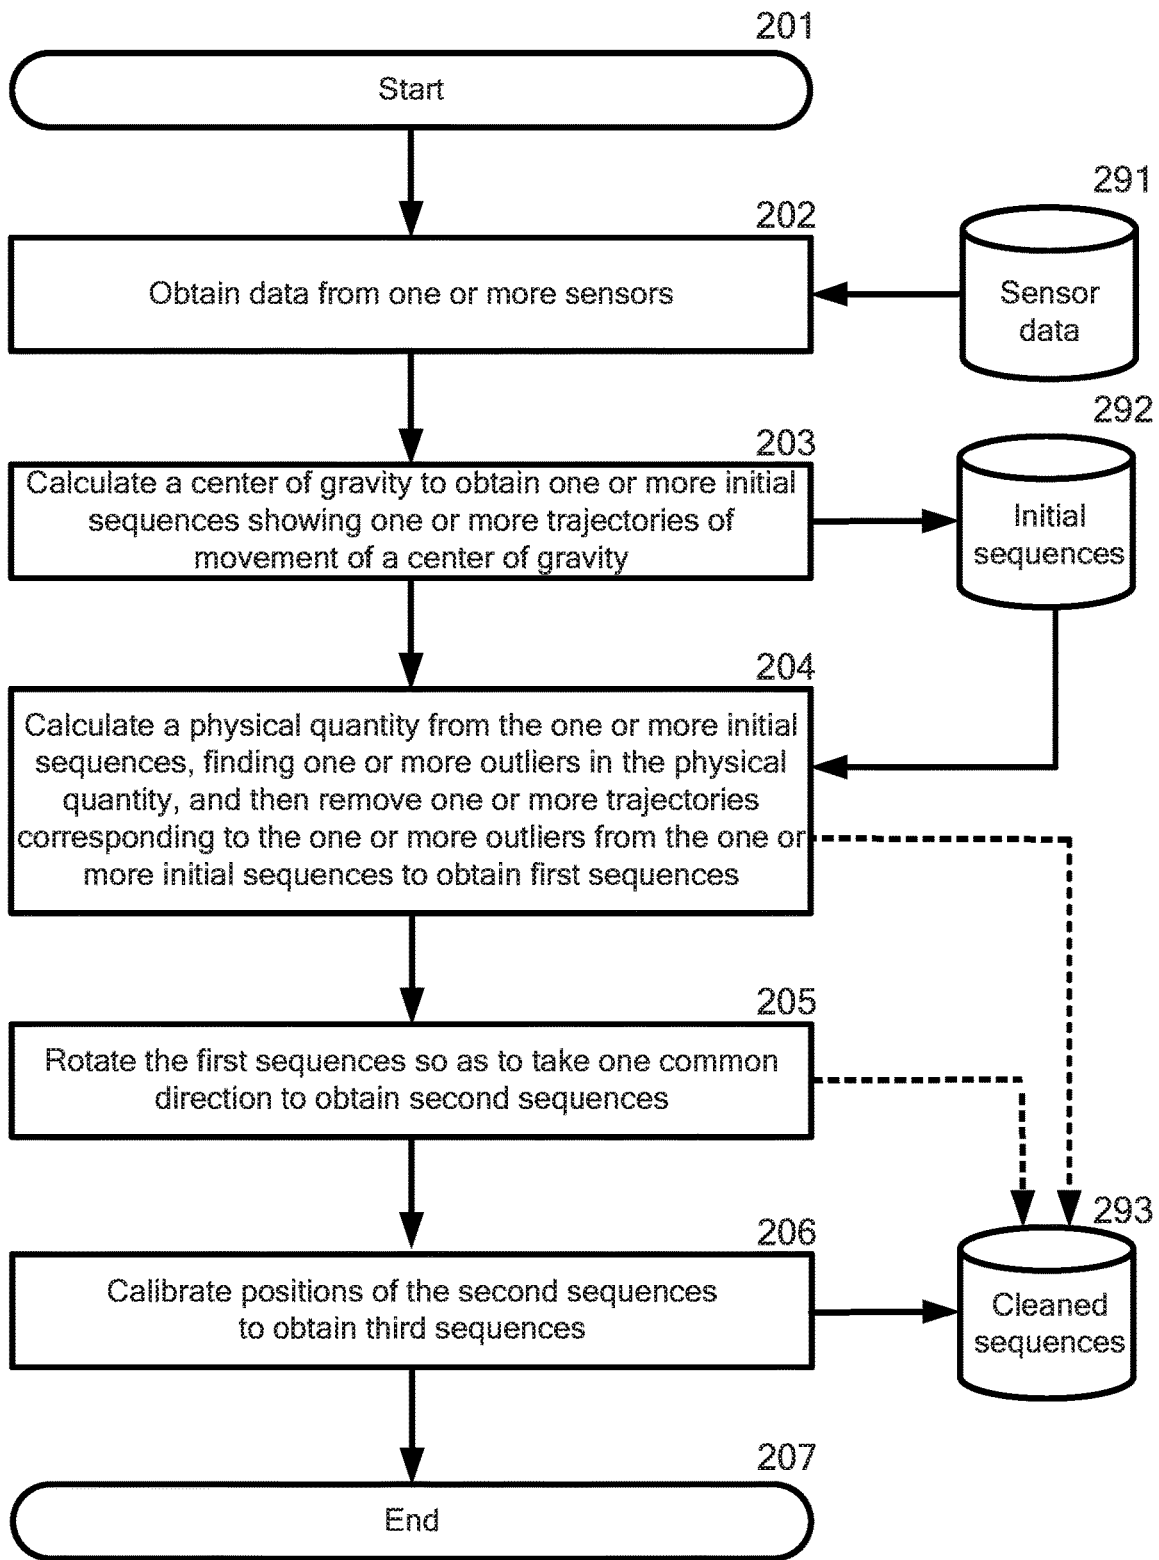 201
Start
291
202
Obtain data from one or more sensors
Sensor
data
292
203
Calculate a center of gravity to obtain one or more initial
sequences showing one or more trajectories of
movement of a center of gravity
Initial
sequences
204
Calculate a physical quantity from the one or more initial
sequences, finding one or more outliers in the physical
quantity, and then remove one or more trajectories
corresponding to the one or more outliers from the one or
more initial sequences to obtain first sequences
205
Rotate the first sequences so as to take one common
direction to obtain second sequences
293
206
Calibrate positions of the second sequences
to obtain third sequences
Cleaned
sequences
207
End